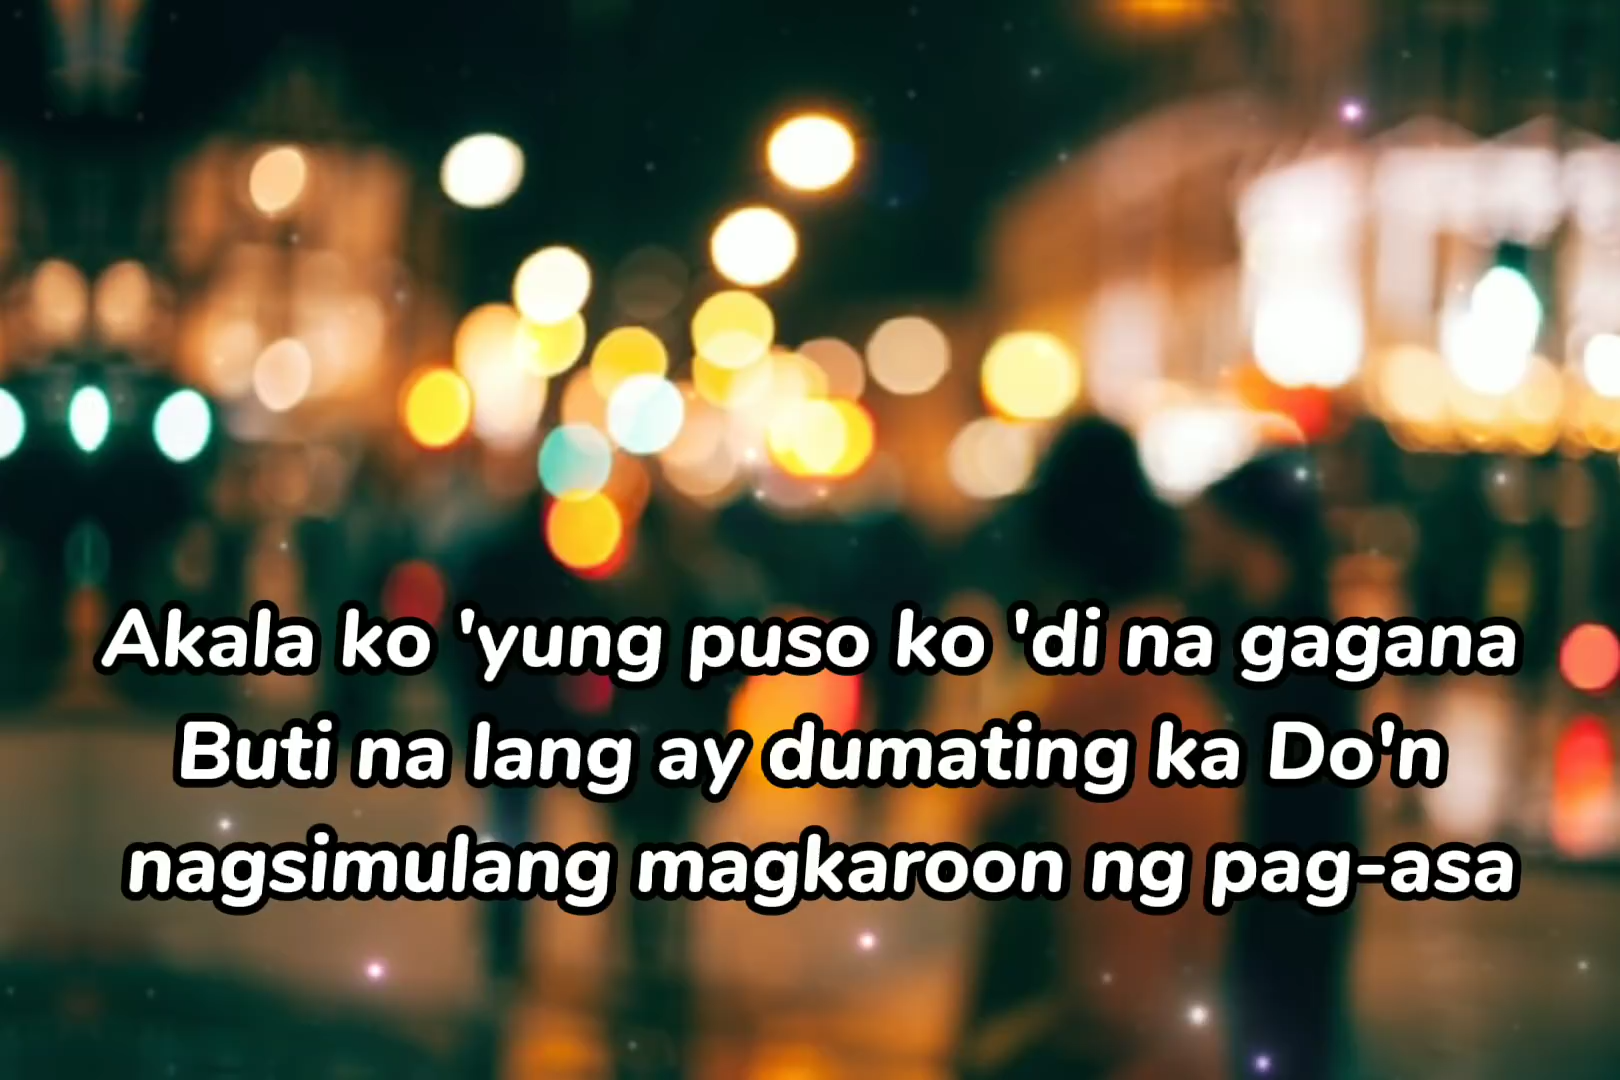 Akala ko 'yung puso ko 'di na gagana
Buti na lang ay dumating ka Do'n
nagsimulang magkaroon ng pag-asa